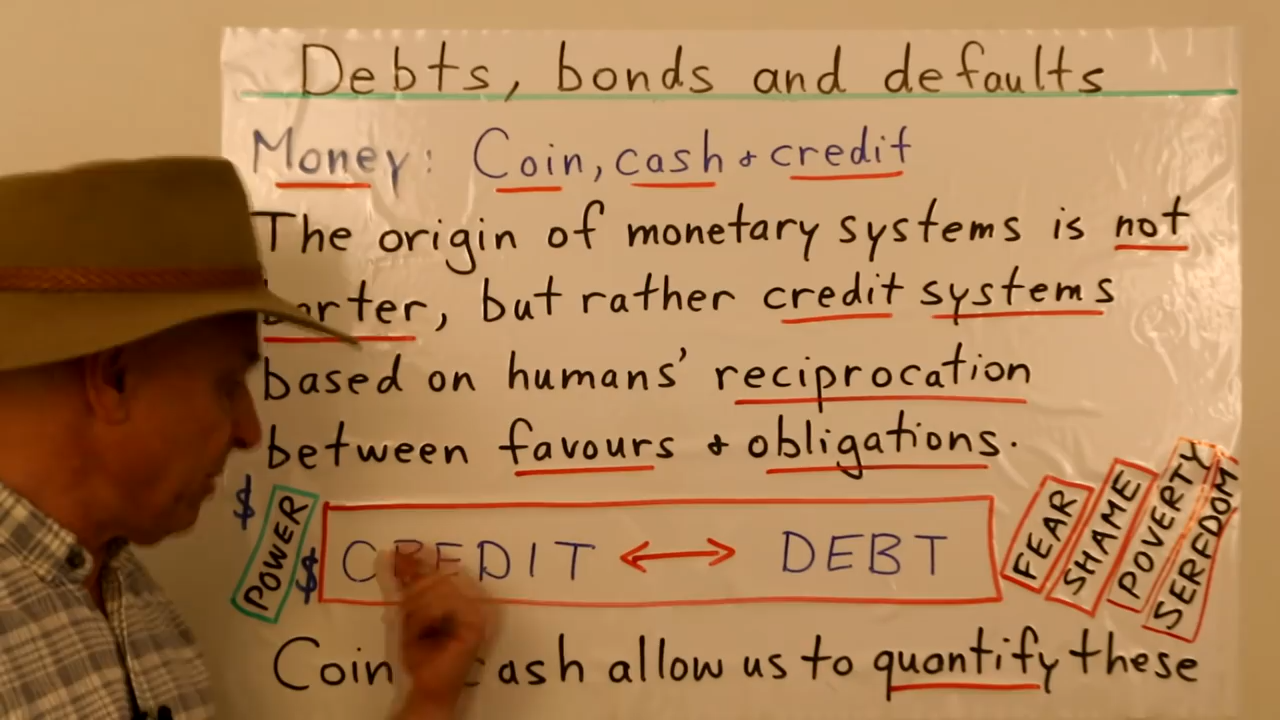 Debts, bonds and defaults
Money: Coin, cash & credit
The origin of monetary systems is not
barter, but rather credit systems
based on humans' reciprocation
between favours & obligations.
$ POWER $ CREDIT ↔ DEBT FEAR SHAME POVERTY SERFDOM
Coin cash allow us to quantify these